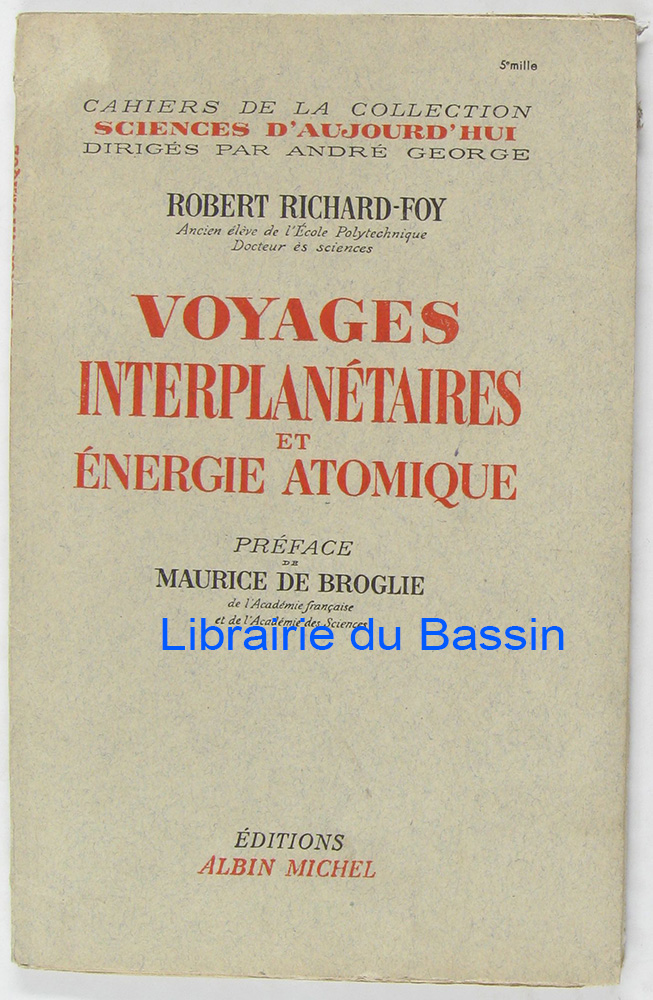 5e mille
CAHIERS DE LA COLLECTION
SCIENCES D'AUJOURD'HUI
DIRIGÉS PAR ANDRÉ GEORGE
ROBERT RICHARD-FOY
Ancien élève de l'École Polytechnique
Docteur ès sciences
VOYAGES
INTERPLANÉTAIRES
ET
ÉNERGIE ATOMIQUE
PRÉFACE
DE
MAURICE DE BROGLIE
de l'Académie française
et de l'Académie des Sciences
Librairie du Bassin
ÉDITIONS
ALBIN MICHEL